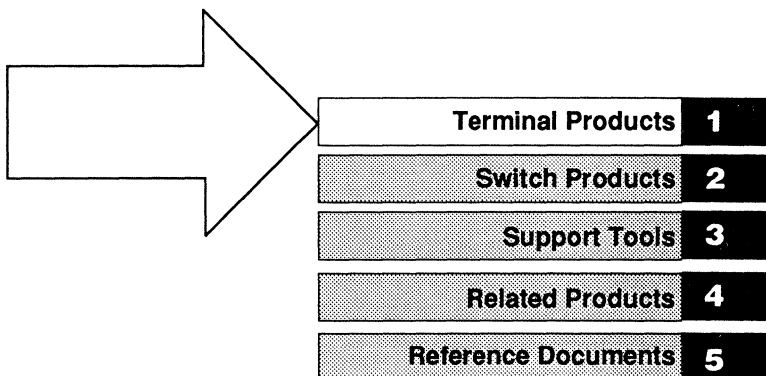 Terminal Products 1
Switch Products 2
Support Tools 3
Related Products 4
Reference Documents 5